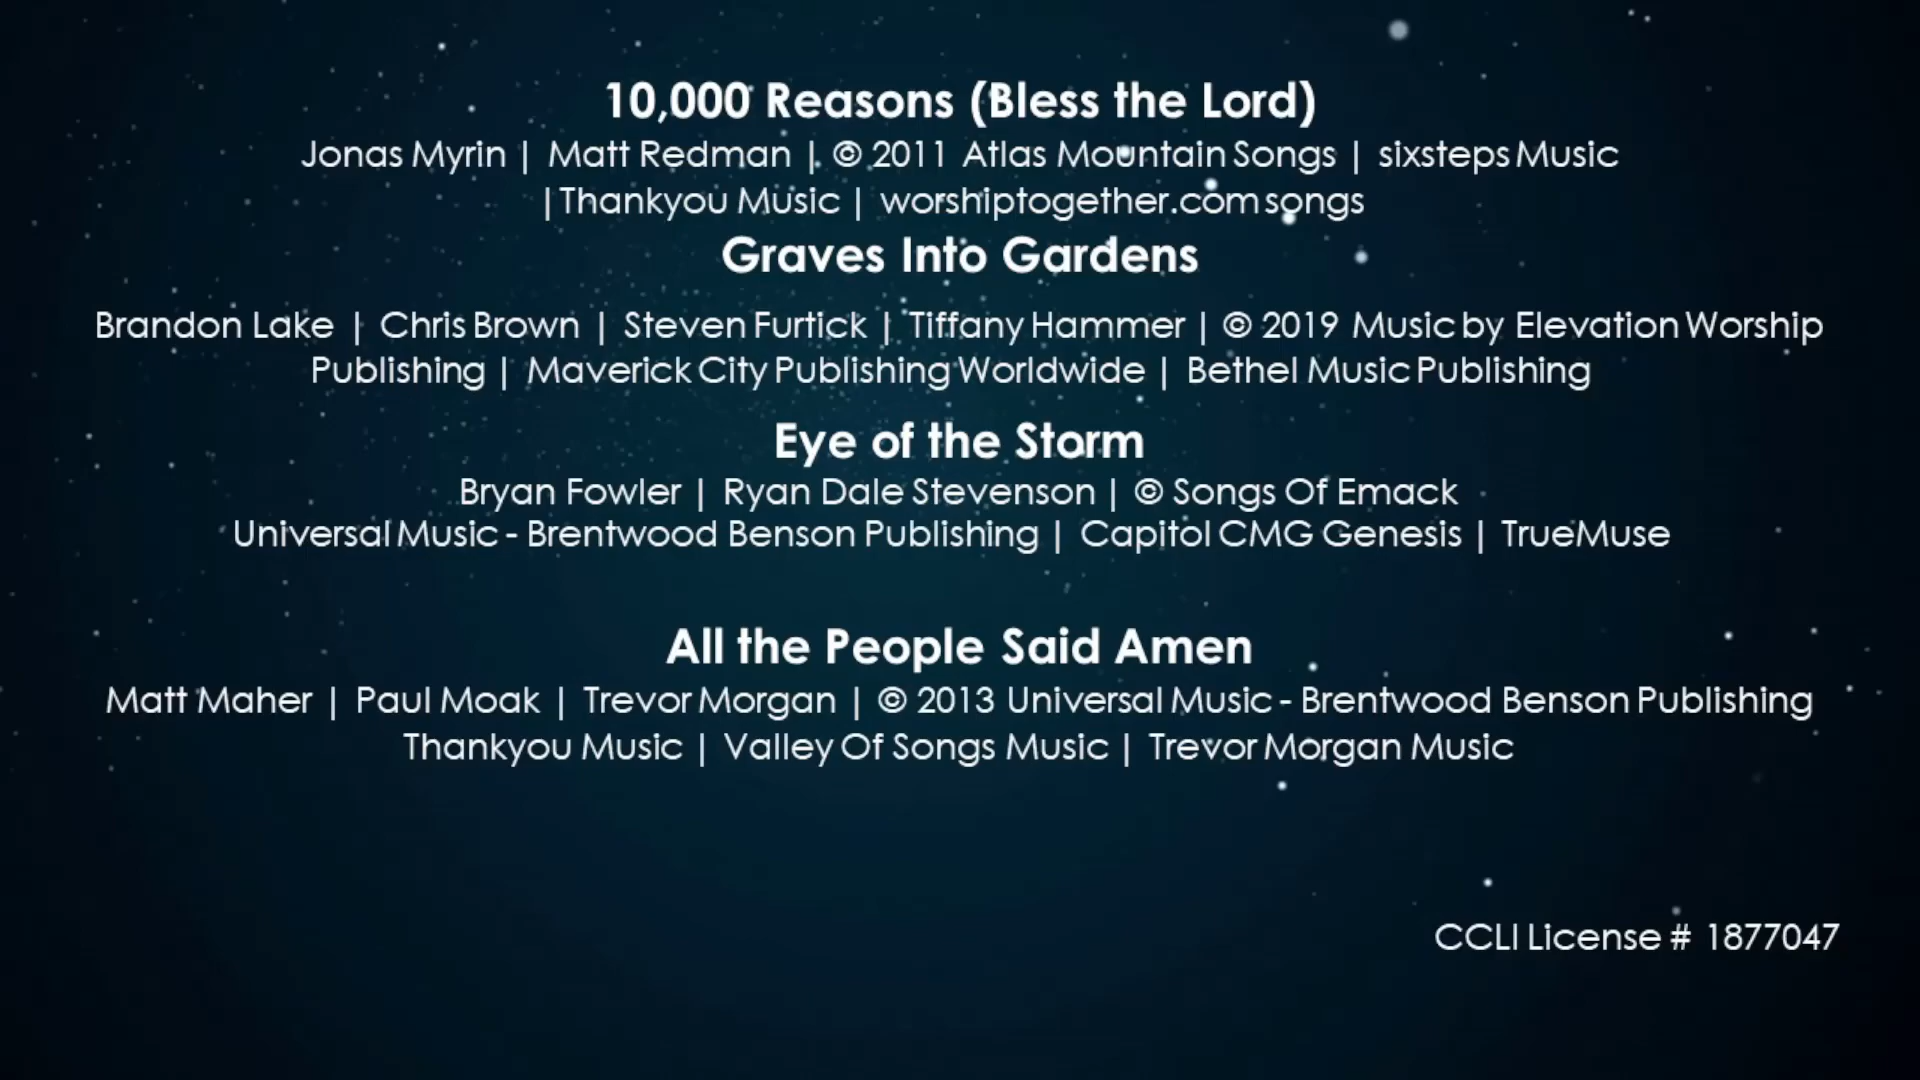 10,000 Reasons (Bless the Lord)
Jonas Myrin | Matt Redman | © 2011 Atlas Mountain Songs | sixsteps Music
|Thankyou Music | worshiptogether.com songs
Graves Into Gardens
Brandon Lake | Chris Brown | Steven Furtick | Tiffany Hammer | © 2019 Music by Elevation Worship
Publishing | Maverick City Publishing Worldwide | Bethel Music Publishing
Eye of the Storm
Bryan Fowler | Ryan Dale Stevenson | © Songs Of Emack
Universal Music - Brentwood Benson Publishing | Capitol CMG Genesis | TrueMuse
All the People Said Amen
Matt Maher | Paul Moak | Trevor Morgan | © 2013 Universal Music - Brentwood Benson Publishing
Thankyou Music | Valley Of Songs Music | Trevor Morgan Music
CCLI License # 1877047